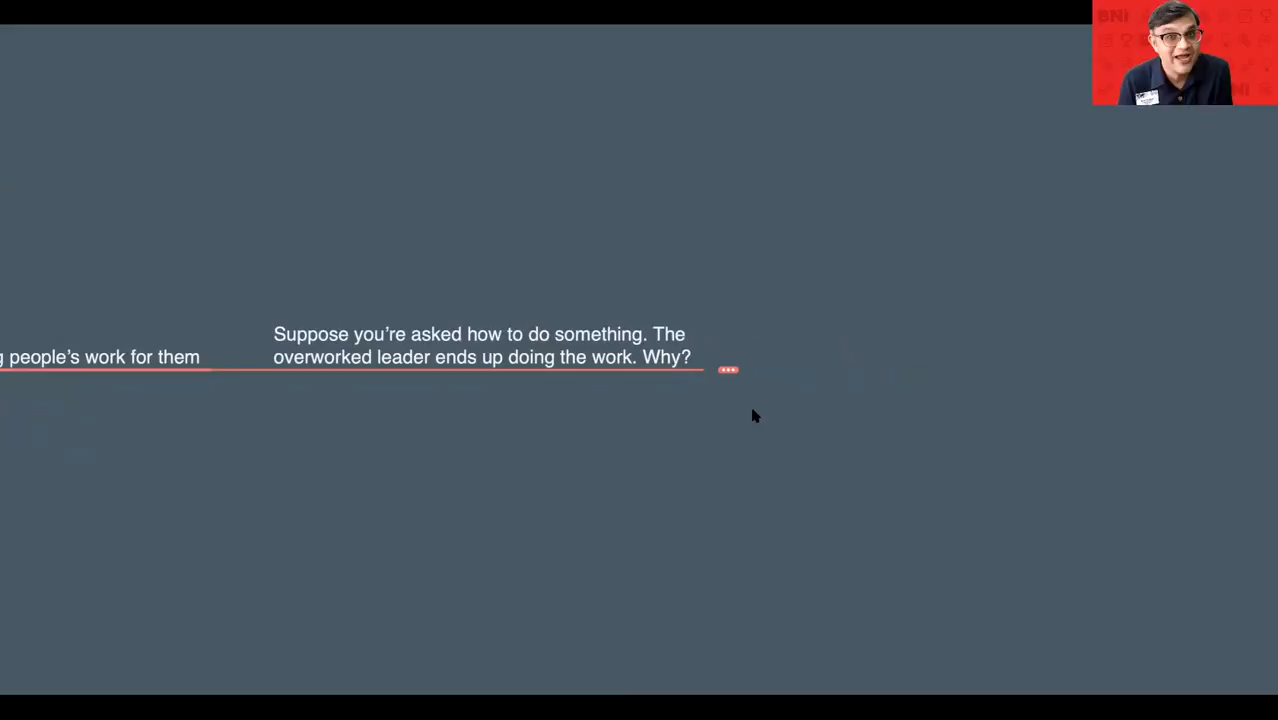 BNI
Suppose you're asked how to do something. The
people's work for them
overworked leader ends up doing the work. Why?